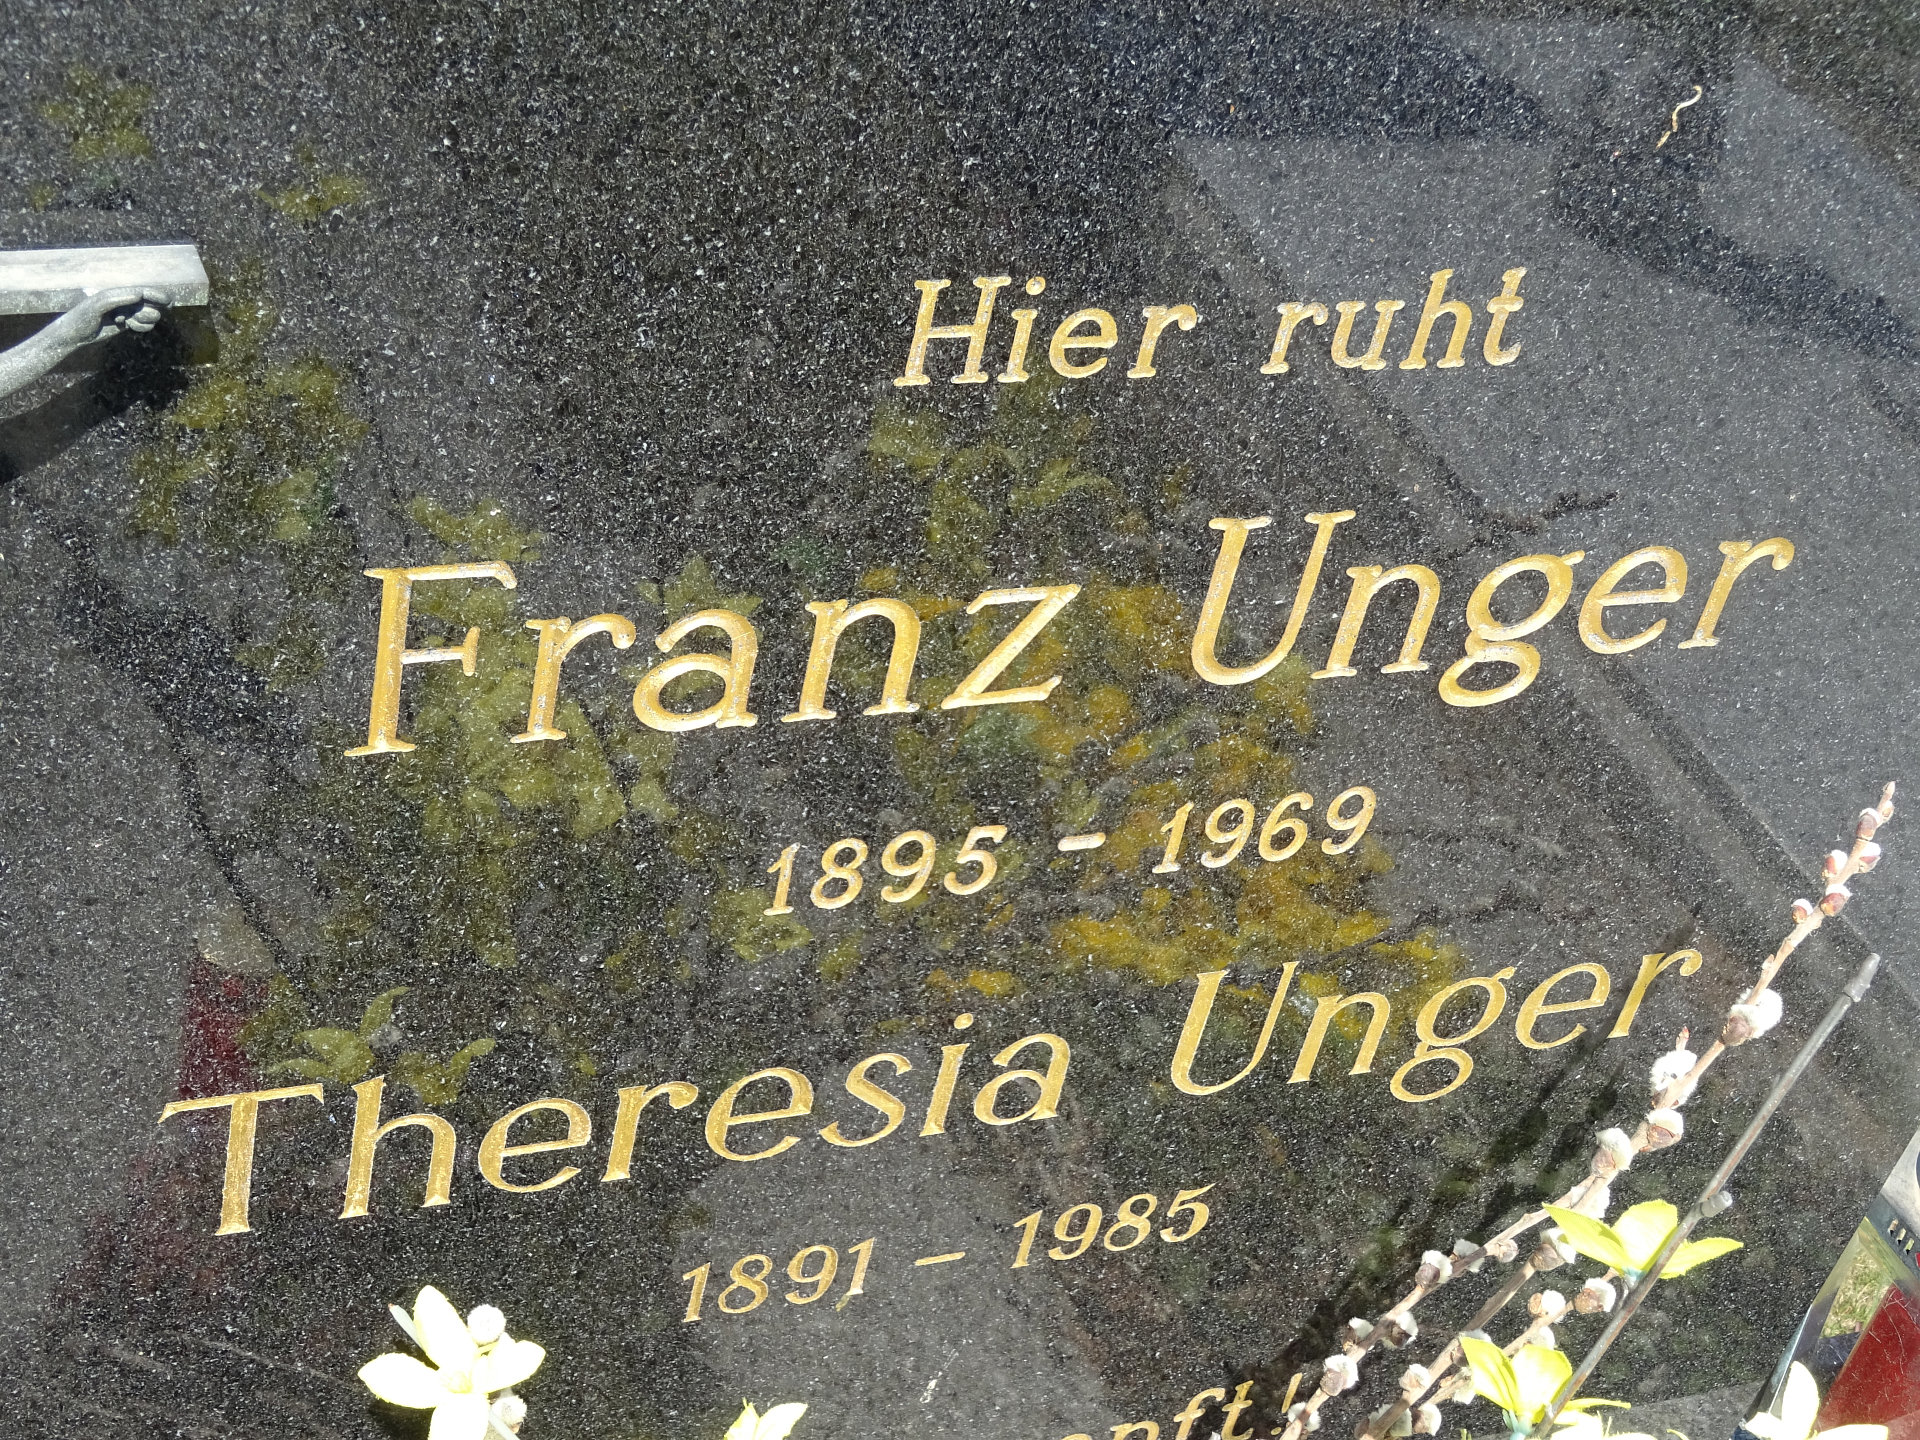 Hier ruht
Franz Unger
1895 - 1969
Theresia Unger
1891 - 1985